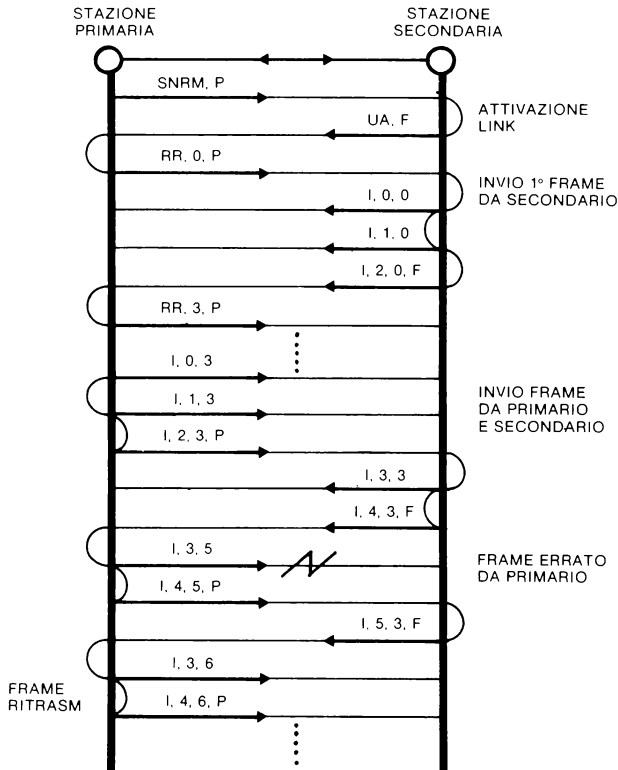 STAZIONE
PRIMARIA
STAZIONE
SECONDARIA
SNRM, P
ATTIVAZIONE
LINK
UA, F
RR, 0, P
INVIO 1° FRAME
DA SECONDARIO
I, 0, 0
I, 1, 0
I, 2, 0, F
RR, 3, P
I, 0, 3
INVIO FRAME
DA PRIMARIO
E SECONDARIO
I, 1, 3
I, 2, 3, P
I, 3, 3
I, 4, 3, F
I, 3, 5
FRAME ERRATO
DA PRIMARIO
I, 4, 5, P
I, 5, 3, F
I, 3, 6
FRAME
RITRASM
I, 4, 6, P